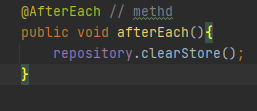 @AfterEach // methd
public void afterEach(){
repository.clearStore();
}